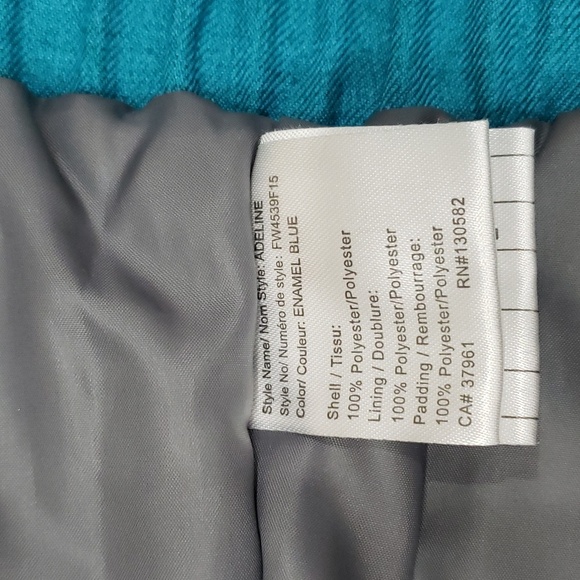 Style Name/ Nom Style: ADELINE
Style No/ Numéro de style: FW4539F15
Color/ Couleur: ENAMEL BLUE
Shell / Tissu:
100% Polyester/Polyester
Lining / Doublure:
100% Polyester/Polyester
Padding / Rembourrage:
100% Polyester/Polyester
CA# 37961 RN#130582